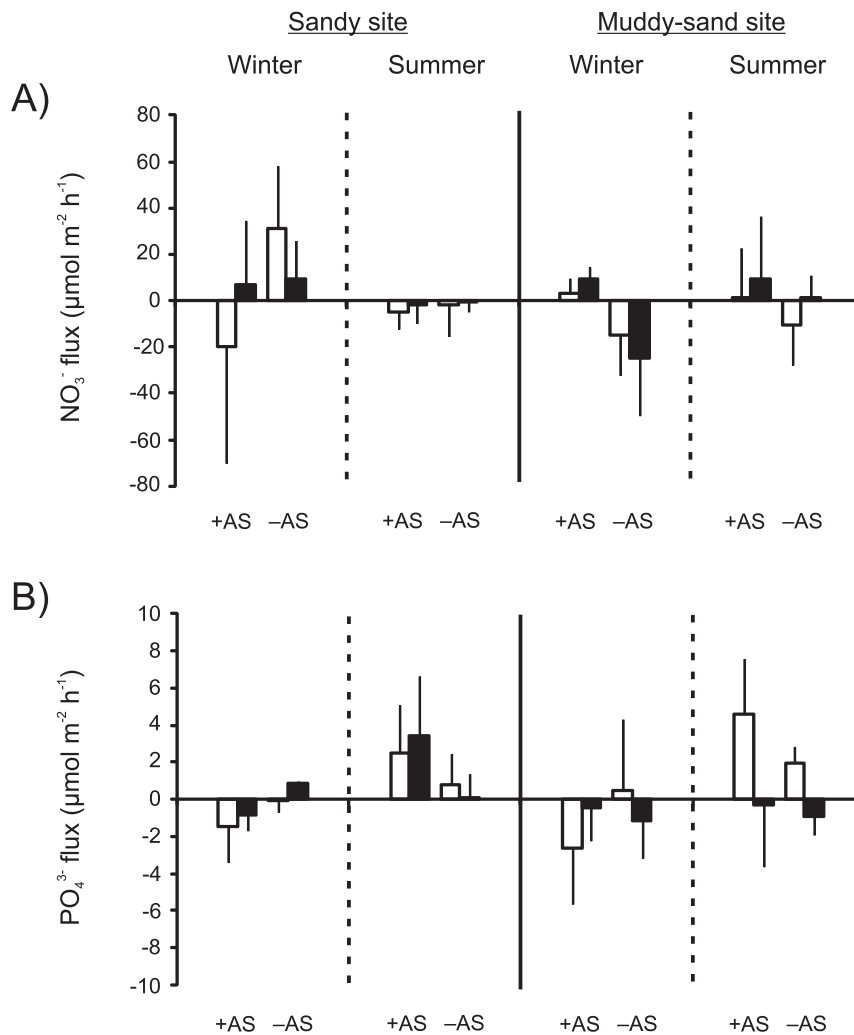 Sandy site Muddy-sand site
Winter Summer Winter Summer
A)
NO₃⁻ flux (µmol m⁻² h⁻¹)
80
60
40
20
0
-20
-40
-60
-80
+AS –AS +AS –AS +AS –AS +AS –AS
B)
PO₄³⁻ flux (µmol m⁻² h⁻¹)
10
8
6
4
2
0
-2
-4
-6
-8
-10
+AS –AS +AS –AS +AS –AS +AS –AS